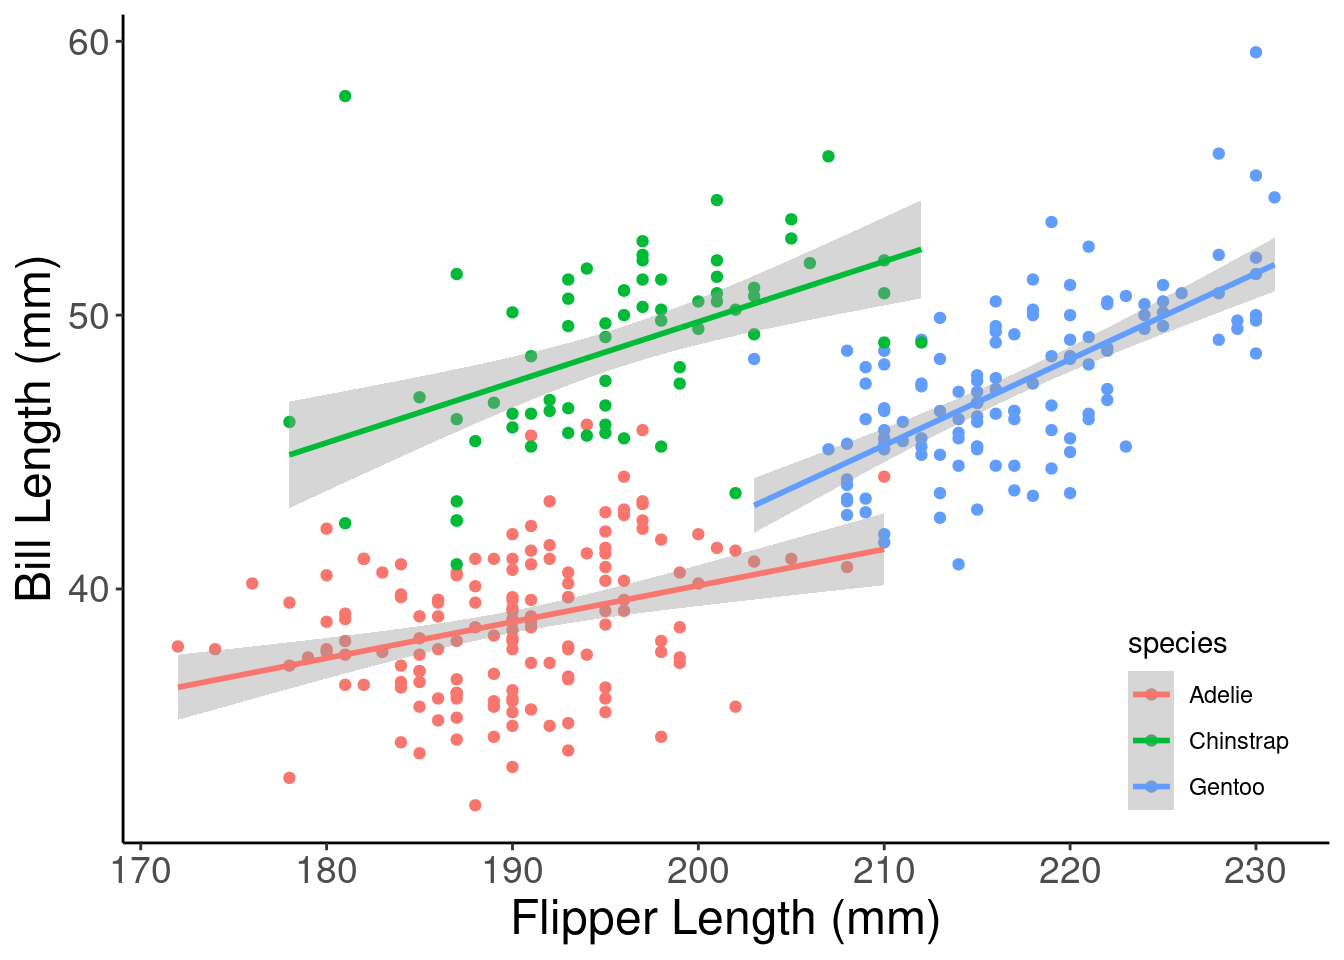 60
50
40
Bill Length (mm)
170 180 190 200 210 220 230
Flipper Length (mm)
species
Adelie
Chinstrap
Gentoo